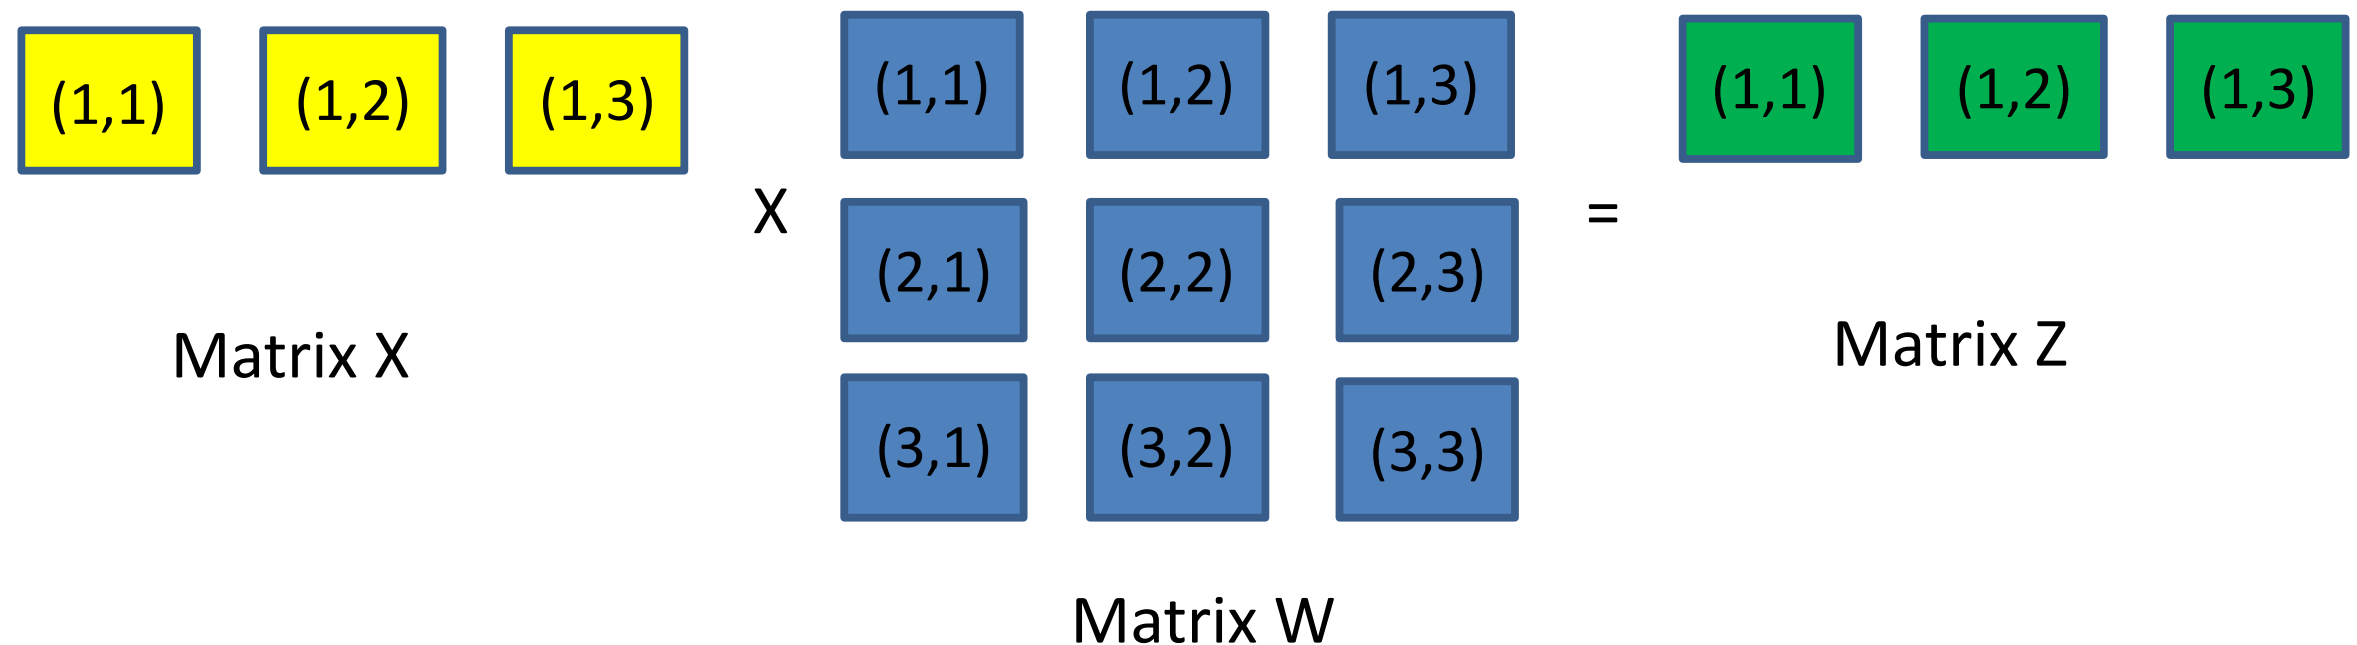 (1,1) (1,2) (1,3) (1,1) (1,2) (1,3) (1,1) (1,2) (1,3)
X =
(2,1) (2,2) (2,3)
Matrix X Matrix Z
(3,1) (3,2) (3,3)
Matrix W